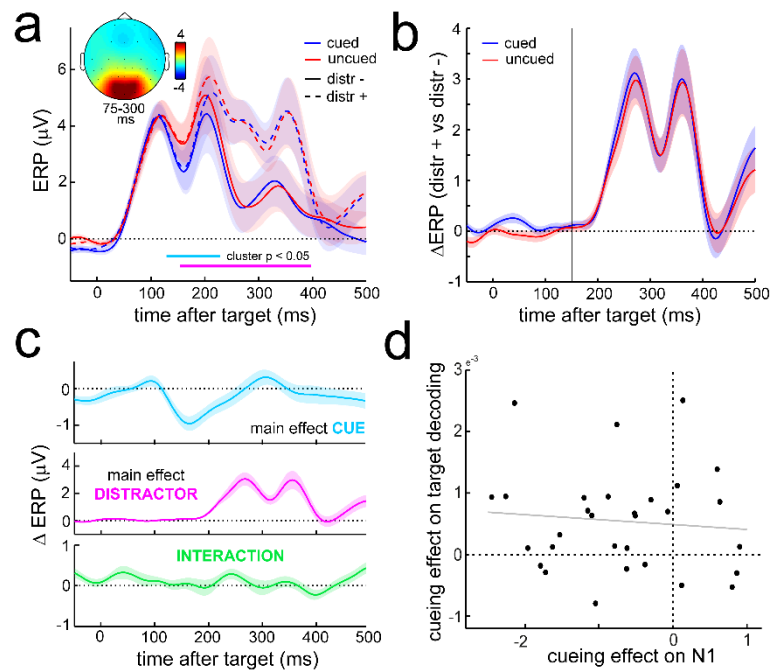 a
6
4
2
0
ERP (μV)
4
-4
75-300
ms
cued
uncued
distr -
distr +
cluster p < 0.05
0
100
200
300
400
500
time after target (ms)
b
4
3
2
1
0
-1
ΔERP (distr + vs distr -)
cued
uncued
0
100
200
300
400
500
time after target (ms)
c
0
-1
main effect CUE
4
2
0
main effect
DISTRACTOR
1
0
-1
INTERACTION
Δ ERP (μV)
0
100
200
300
400
500
time after target (ms)
d
3
e-3
2
1
0
-1
cueing effect on target decoding
-2
0
1
cueing effect on N1